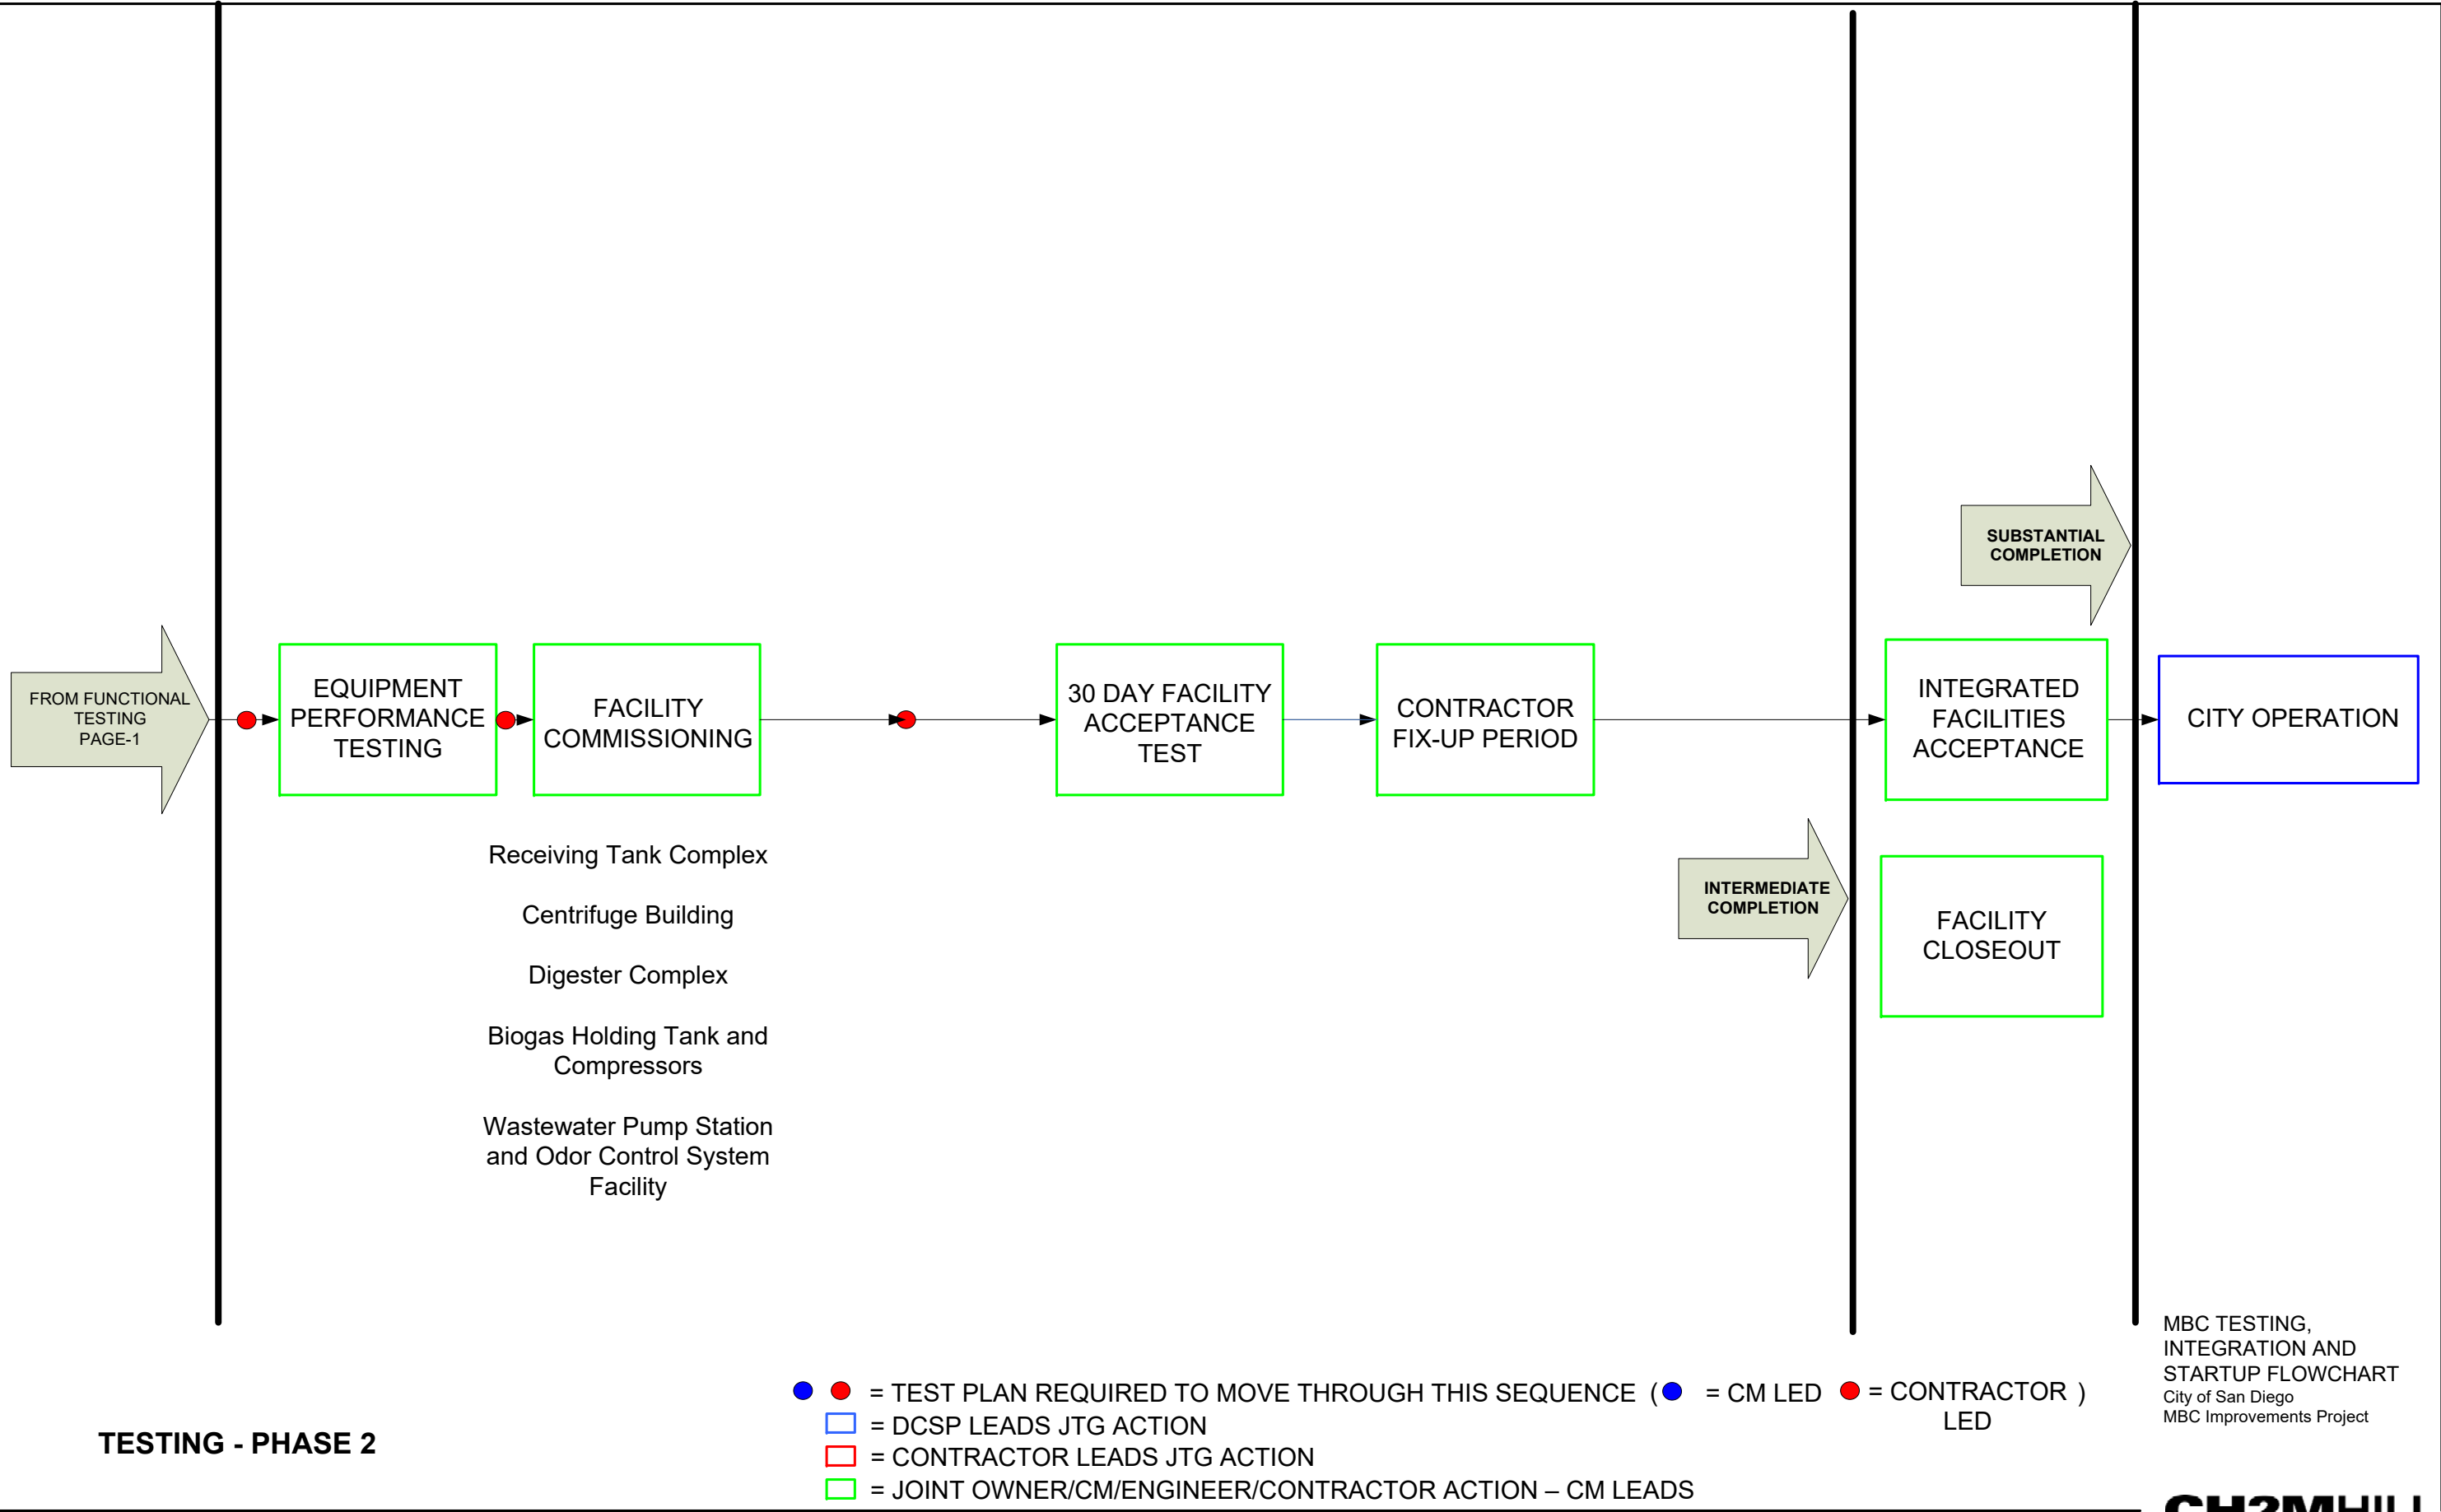 SUBSTANTIAL
COMPLETION
FROM FUNCTIONAL
TESTING
PAGE-1
EQUIPMENT
PERFORMANCE
TESTING
FACILITY
COMMISSIONING
30 DAY FACILITY
ACCEPTANCE
TEST
CONTRACTOR
FIX-UP PERIOD
INTEGRATED
FACILITIES
ACCEPTANCE
CITY OPERATION
Receiving Tank Complex
Centrifuge Building
Digester Complex
Biogas Holding Tank and
Compressors
Wastewater Pump Station
and Odor Control System
Facility
INTERMEDIATE
COMPLETION
FACILITY
CLOSEOUT
MBC TESTING,
INTEGRATION AND
STARTUP FLOWCHART
City of San Diego
MBC Improvements Project
= TEST PLAN REQUIRED TO MOVE THROUGH THIS SEQUENCE ( = CM LED = CONTRACTOR )
LED
= DCSP LEADS JTG ACTION
= CONTRACTOR LEADS JTG ACTION
= JOINT OWNER/CM/ENGINEER/CONTRACTOR ACTION – CM LEADS
TESTING - PHASE 2
CH2MHILL